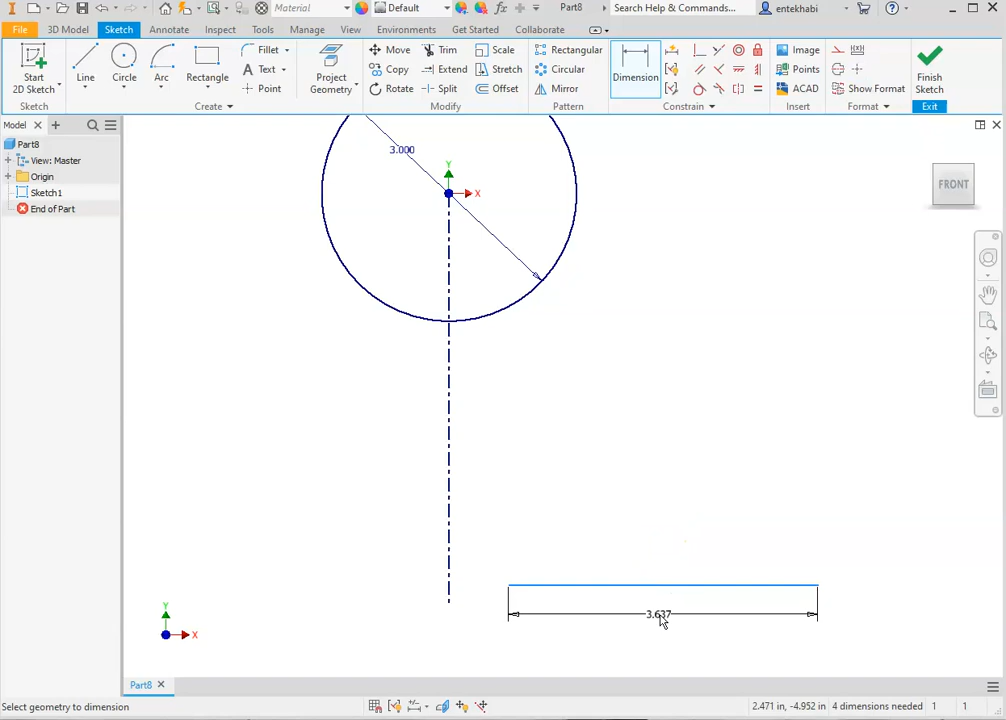 Material Default Part8 Search Help & Commands... entekhabi
File 3D Model Sketch Annotate Inspect Tools Manage View Environments Get Started Collaborate
Start 2D Sketch Line Circle Arc Rectangle Fillet Text Point Project Geometry Move Copy Rotate Trim Extend Split Scale Stretch Offset Rectangular Circular Mirror Dimension Image Points ACAD Show Format Finish Sketch
Sketch Create Modify Pattern Constrain Insert Format Exit
Model
Part8
View: Master
Origin
Sketch1
End of Part
3.000
Y
X
FRONT
3.637
Y
X
Part8
Select geometry to dimension 2.471 in, -4.952 in 4 dimensions needed 1 1